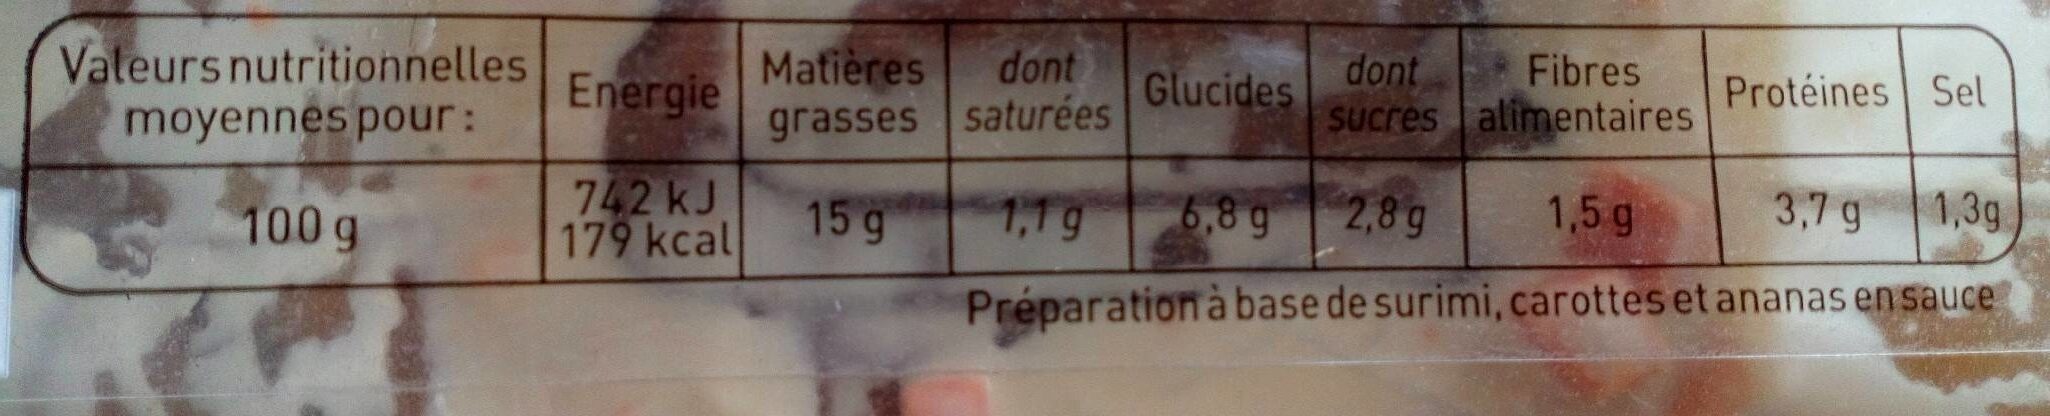 Valeurs nutritionnelles moyennes pour : Energie Matières grasses dont saturées Glucides dont sucres Fibres alimentaires Protéines Sel
100 g 742 kJ 179 kcal 15 g 1,1 g 6,8 g 2,8 g 1,5 g 3,7 g 1,3g
Préparation à base de surimi, carottes et ananas en sauce